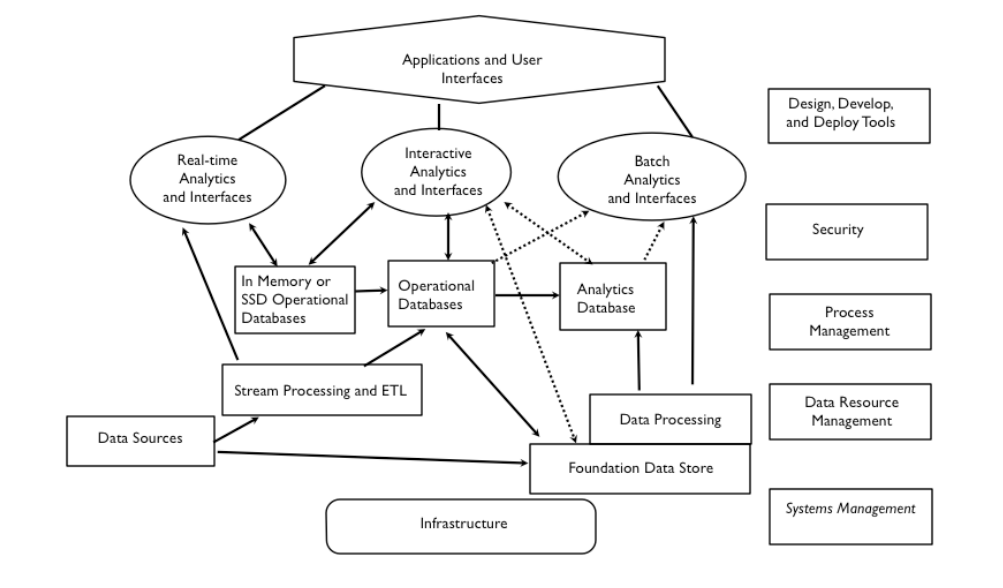 Applications and User
Interfaces
Design, Develop,
and Deploy Tools
Real-time
Analytics
and Interfaces
Interactive
Analytics
and Interfaces
Batch
Analytics
and Interfaces
Security
In Memory or
SSD Operational
Databases
Operational
Databases
Analytics
Database
Process
Management
Stream Processing and ETL
Data Processing
Data Resource
Management
Data Sources
Foundation Data Store
Infrastructure
Systems Management